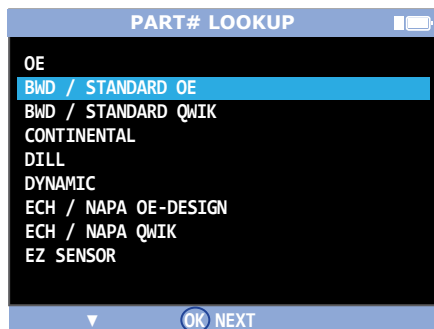 PART# LOOKUP
OE
BWD / STANDARD OE
BWD / STANDARD QWIK
CONTINENTAL
DILL
DYNAMIC
ECH / NAPA OE-DESIGN
ECH / NAPA QWIK
EZ SENSOR
▼ OK NEXT